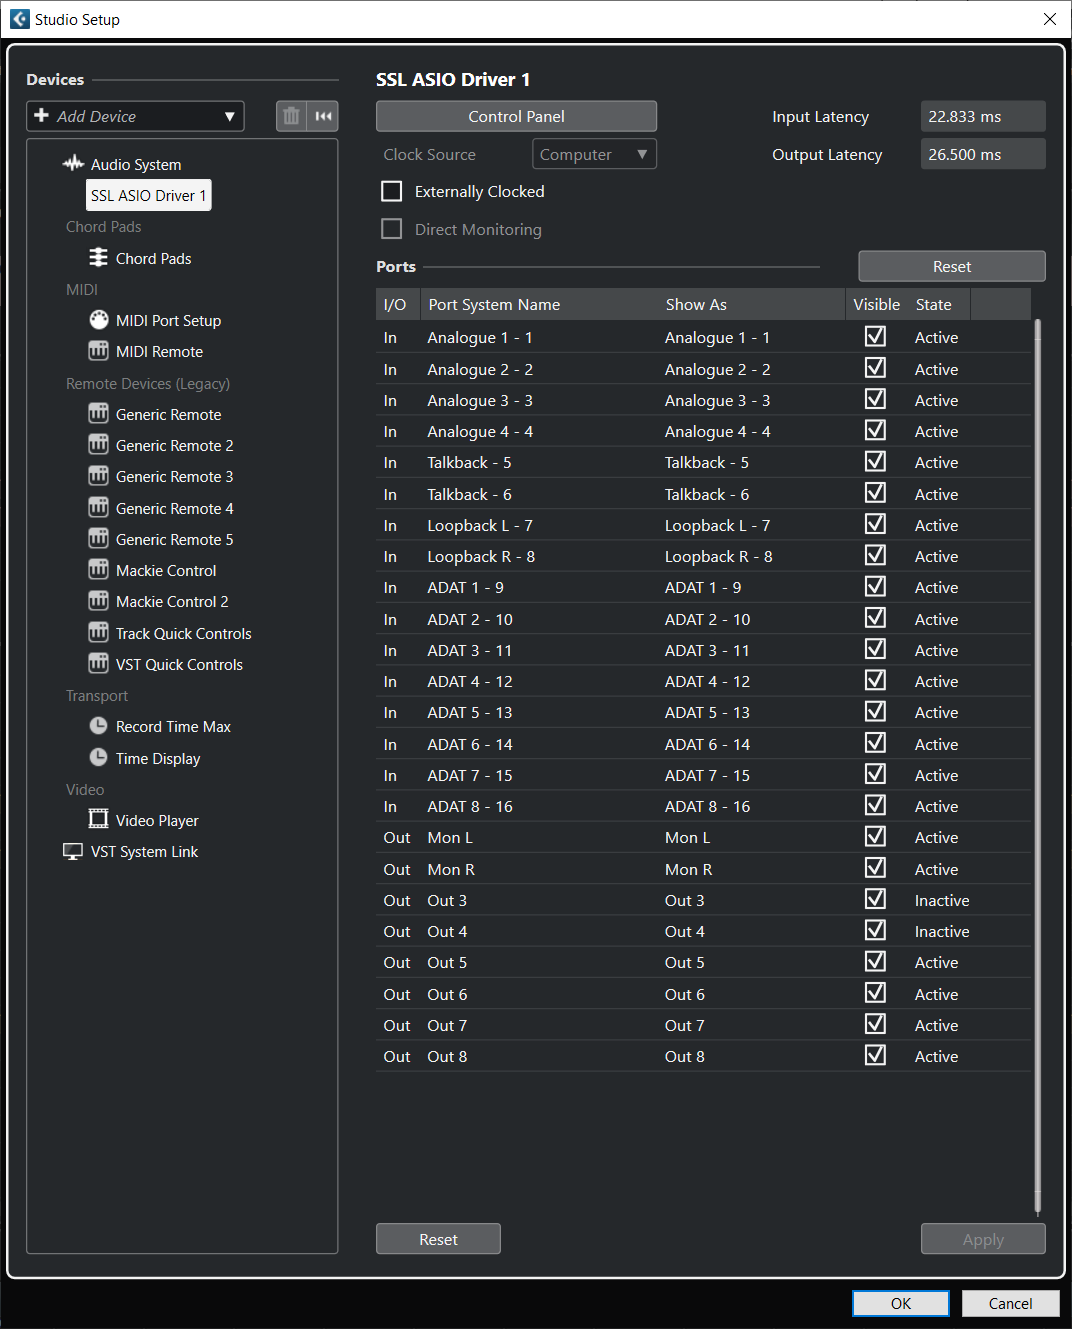 Studio Setup
Devices
Add Device
Audio System
SSL ASIO Driver 1
Chord Pads
Chord Pads
MIDI
MIDI Port Setup
MIDI Remote
Remote Devices (Legacy)
Generic Remote
Generic Remote 2
Generic Remote 3
Generic Remote 4
Generic Remote 5
Mackie Control
Mackie Control 2
Track Quick Controls
VST Quick Controls
Transport
Record Time Max
Time Display
Video
Video Player
VST System Link
SSL ASIO Driver 1
Control Panel
Input Latency 22.833 ms
Clock Source Computer
Output Latency 26.500 ms
Externally Clocked
Direct Monitoring
Ports
Reset
I/O Port System Name Show As Visible State
In Analogue 1 - 1 Analogue 1 - 1 Active
In Analogue 2 - 2 Analogue 2 - 2 Active
In Analogue 3 - 3 Analogue 3 - 3 Active
In Analogue 4 - 4 Analogue 4 - 4 Active
In Talkback - 5 Talkback - 5 Active
In Talkback - 6 Talkback - 6 Active
In Loopback L - 7 Loopback L - 7 Active
In Loopback R - 8 Loopback R - 8 Active
In ADAT 1 - 9 ADAT 1 - 9 Active
In ADAT 2 - 10 ADAT 2 - 10 Active
In ADAT 3 - 11 ADAT 3 - 11 Active
In ADAT 4 - 12 ADAT 4 - 12 Active
In ADAT 5 - 13 ADAT 5 - 13 Active
In ADAT 6 - 14 ADAT 6 - 14 Active
In ADAT 7 - 15 ADAT 7 - 15 Active
In ADAT 8 - 16 ADAT 8 - 16 Active
Out Mon L Mon L Active
Out Mon R Mon R Active
Out Out 3 Out 3 Inactive
Out Out 4 Out 4 Inactive
Out Out 5 Out 5 Active
Out Out 6 Out 6 Active
Out Out 7 Out 7 Active
Out Out 8 Out 8 Active
Reset
Apply
OK
Cancel